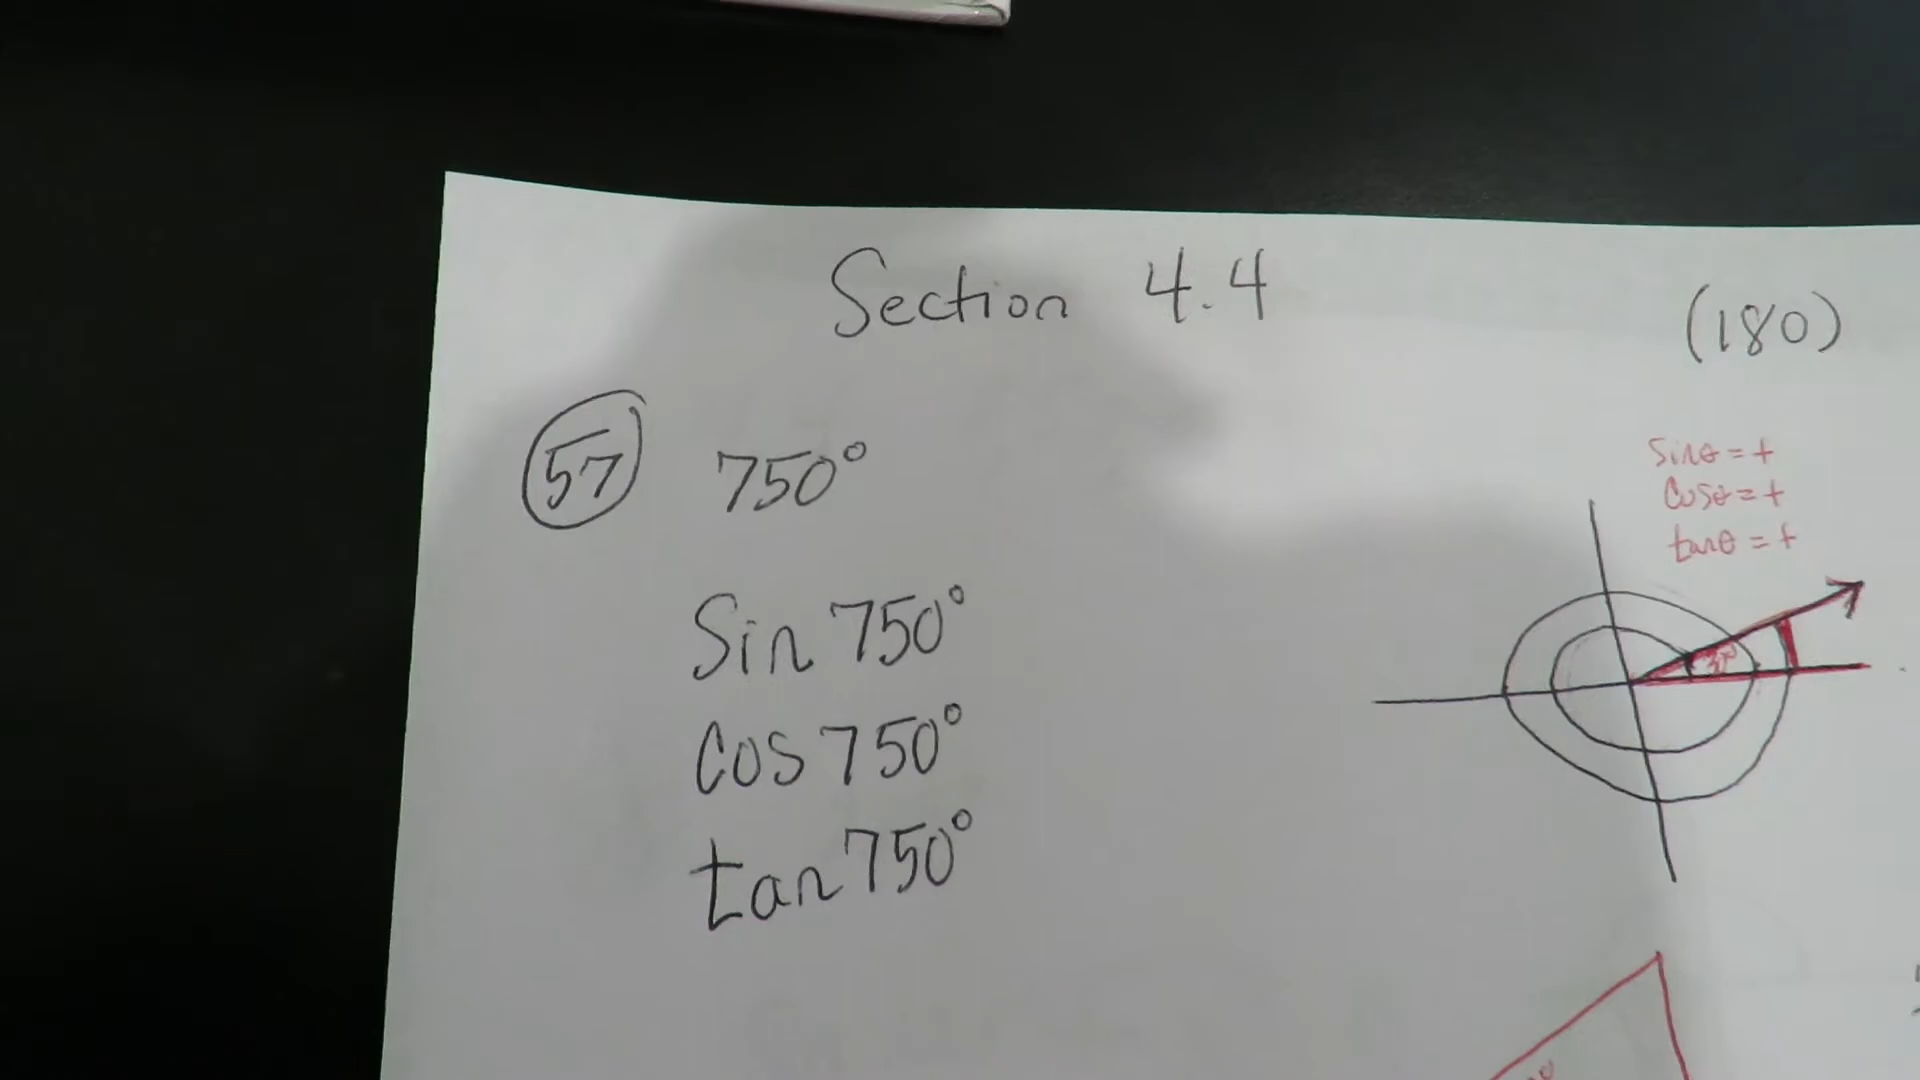 Section 4.4
(180)
57 750°
sinθ = +
cosθ = +
tanθ = +
30°
Sin 750°
Cos 750°
tan 750°